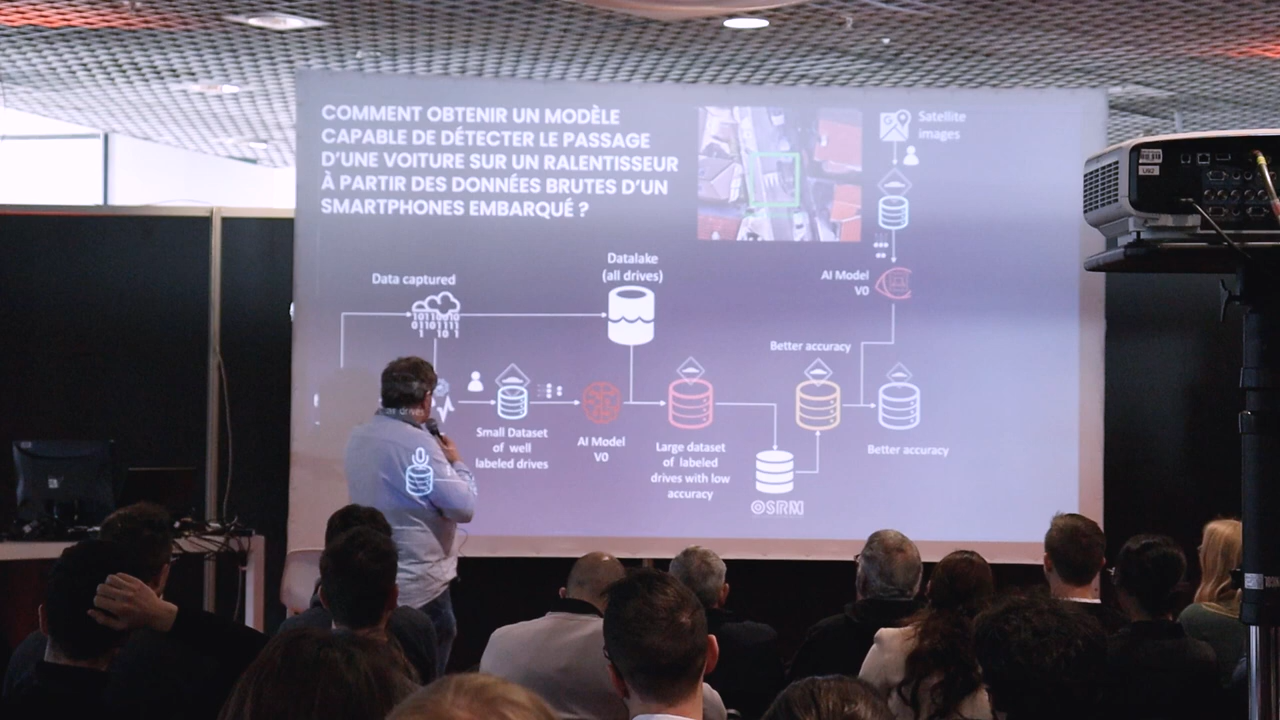 COMMENT OBTENIR UN MODÈLE
CAPABLE DE DÉTECTER LE PASSAGE
D'UNE VOITURE SUR UN RALENTISSEUR
À PARTIR DES DONNÉES BRUTES D'UN
SMARTPHONES EMBARQUÉ ?
Satellite
images
Datalake
(all drives)
Data captured
AI Model
V0
Better accuracy
drives
Small Dataset
of well
labeled drives
AI Model
V0
Large dataset
of labeled
drives with low
accuracy
Better accuracy
OSRM